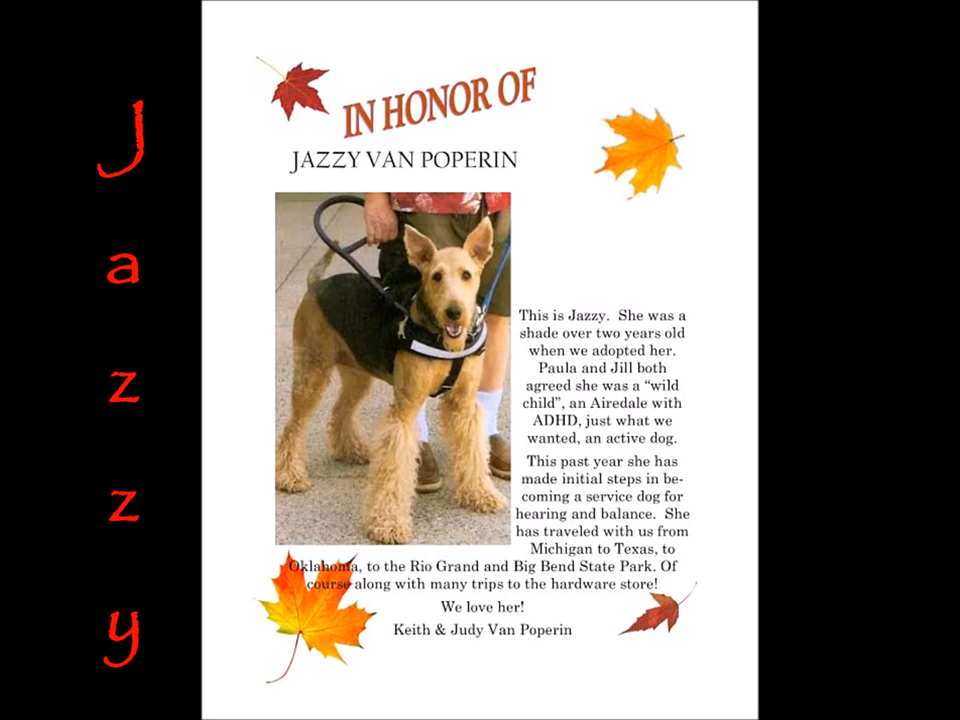 J
a
z
z
y
IN HONOR OF
JAZZY VAN POPERIN
This is Jazzy. She was a
shade over two years old
when we adopted her.
Paula and Jill both
agreed she was a “wild
child”, an Airedale with
ADHD, just what we
wanted, an active dog.
This past year she has
made initial steps in be-
coming a service dog for
hearing and balance. She
has traveled with us from
Michigan to Texas, to
Oklahoma, to the Rio Grand and Big Bend State Park. Of
course along with many trips to the hardware store!
We love her!
Keith & Judy Van Poperin